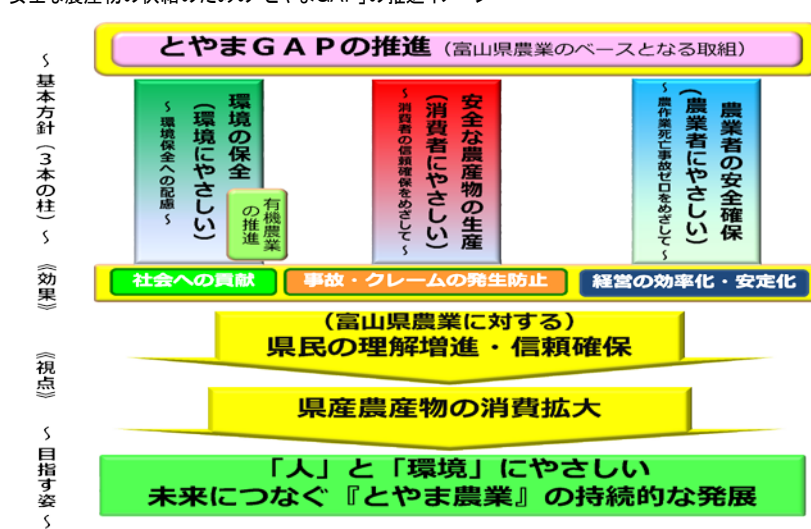 とやまGAPの推進(富山県農業のベースとなる取組)
~基本方針(3本の柱)~
環境の保全
(環境にやさしい)
~環境保全への配慮~
有機農業
の推進
安全な農産物の生産
(消費者にやさしい)
~消費者の信頼確保をめざして~
農業者の安全確保
(農業者にやさしい)
~農作業死亡事故ゼロをめざして~
《効果》
社会への貢献
事故・クレームの発生防止
経営の効率化・安定化
《視点》
(富山県農業に対する)
県民の理解増進・信頼確保
県産農産物の消費拡大
~目指す姿~
「人」と「環境」にやさしい
未来につなぐ『とやま農業』の持続的な発展